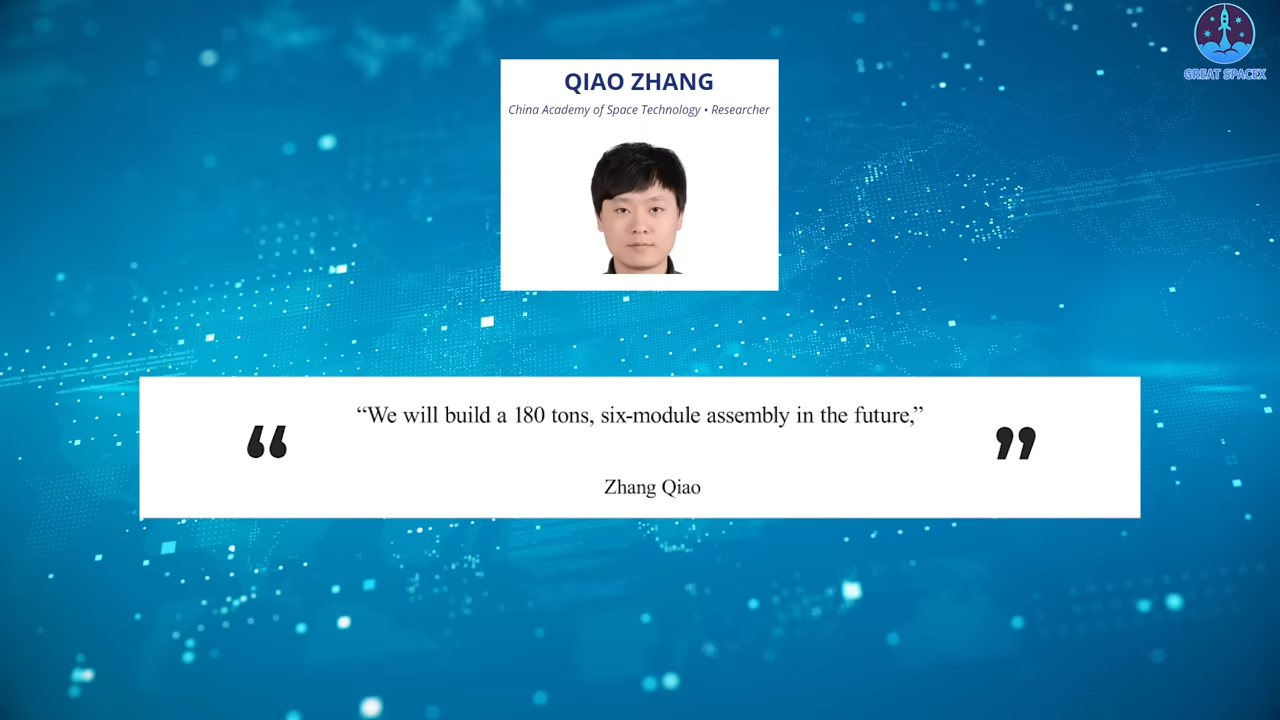 GREAT SPACEX
QIAO ZHANG
China Academy of Space Technology • Researcher
“We will build a 180 tons, six-module assembly in the future,”
Zhang Qiao